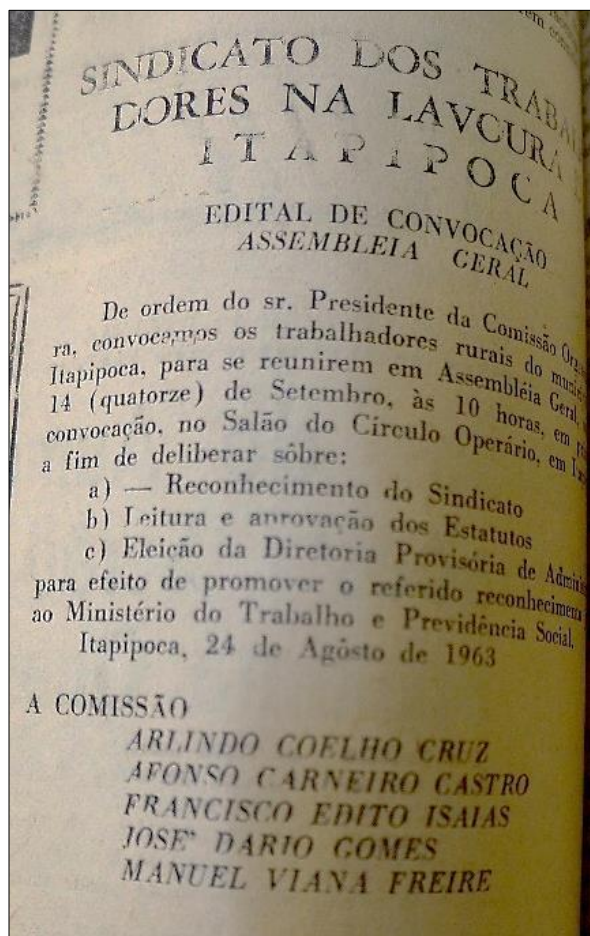 SINDICATO DOS TRABA
DORES NA LAVCURA
ITAPIPOCA
EDITAL DE CONVOCAÇÃO
ASSEMBLEIA GERAL
De ordem do sr. Presidente da Comissão
ra, convocamos os trabalhadores rurais do
Itapipoca, para se reunirem em Assembléia Geral,
14 (quatorze) de Setembro, às 10 horas, em
convocação, no Salão do Círculo Operário, em
a fim de deliberar sôbre:
a) — Reconhecimento do Sindicato
b) Leitura e aprovação dos Estatutos
c) Eleição da Diretoria Provisória de
para efeito de promover o referido reconhecimento
ao Ministério do Trabalho e Previdência Social.
Itapipoca, 24 de Agôsto de 1963
A COMISSÃO
ARLINDO COELHO CRUZ
AFONSO CARNEIRO CASTRO
FRANCISCO EDITO ISAIAS
JOSE' DARIO GOMES
MANUEL VIANA FREIRE